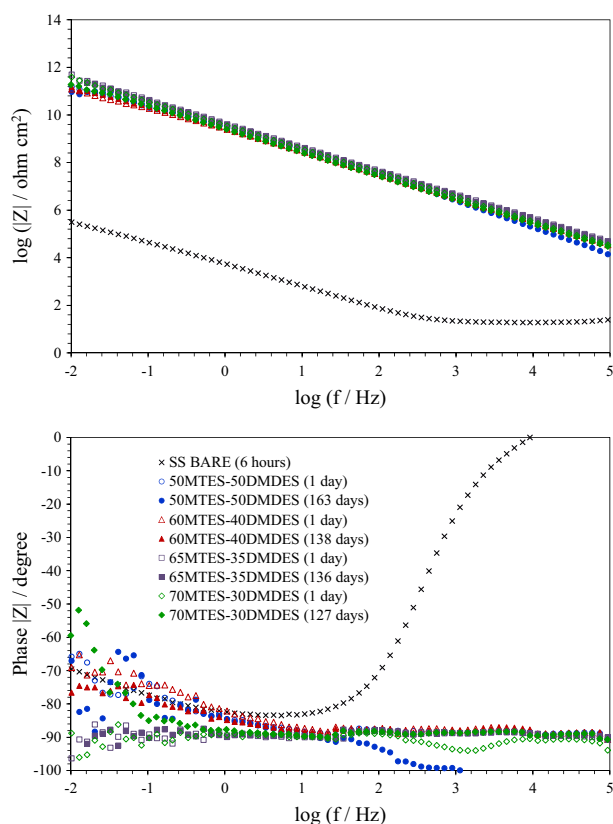 log (|Z| / ohm cm²)
14
12
10
8
6
4
2
0
-2 -1 0 1 2 3 4 5
log (f / Hz)
Phase |Z| / degree
0
-10
-20
-30
-40
-50
-60
-70
-80
-90
-100
SS BARE (6 hours)
50MTES-50DMDES (1 day)
50MTES-50DMDES (163 days)
60MTES-40DMDES (1 day)
60MTES-40DMDES (138 days)
65MTES-35DMDES (1 day)
65MTES-35DMDES (136 days)
70MTES-30DMDES (1 day)
70MTES-30DMDES (127 days)
-2 -1 0 1 2 3 4 5
log (f / Hz)